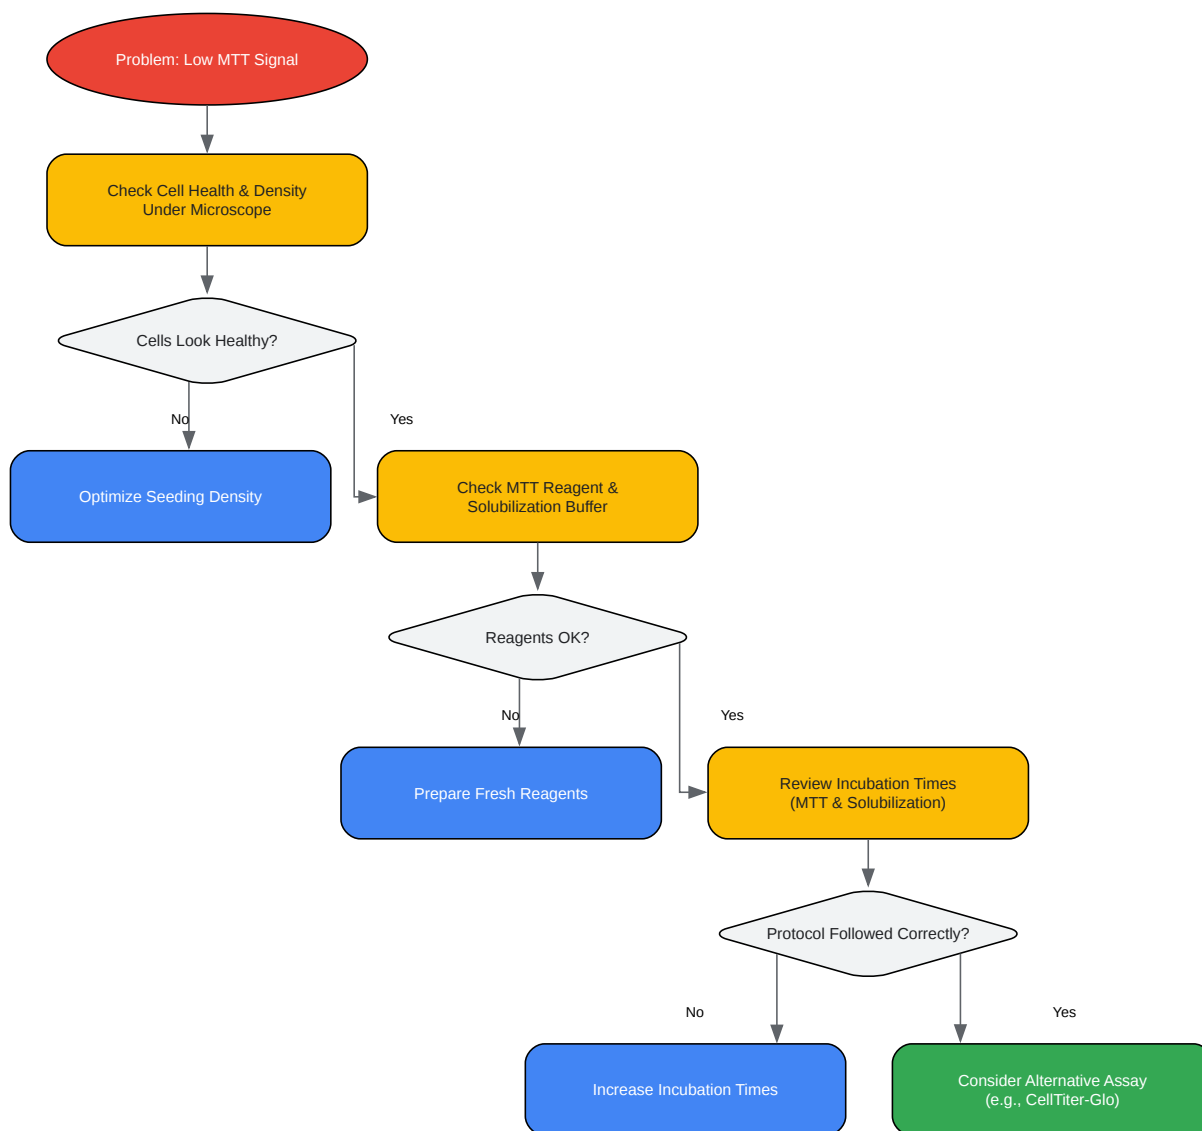 Problem: Low MTT Signal
Check Cell Health & Density
Under Microscope
Cells Look Healthy?
No
Yes
Optimize Seeding Density
Check MTT Reagent &
Solubilization Buffer
Reagents OK?
No
Yes
Prepare Fresh Reagents
Review Incubation Times
(MTT & Solubilization)
Protocol Followed Correctly?
No
Yes
Increase Incubation Times
Consider Alternative Assay
(e.g., CellTiter-Glo)